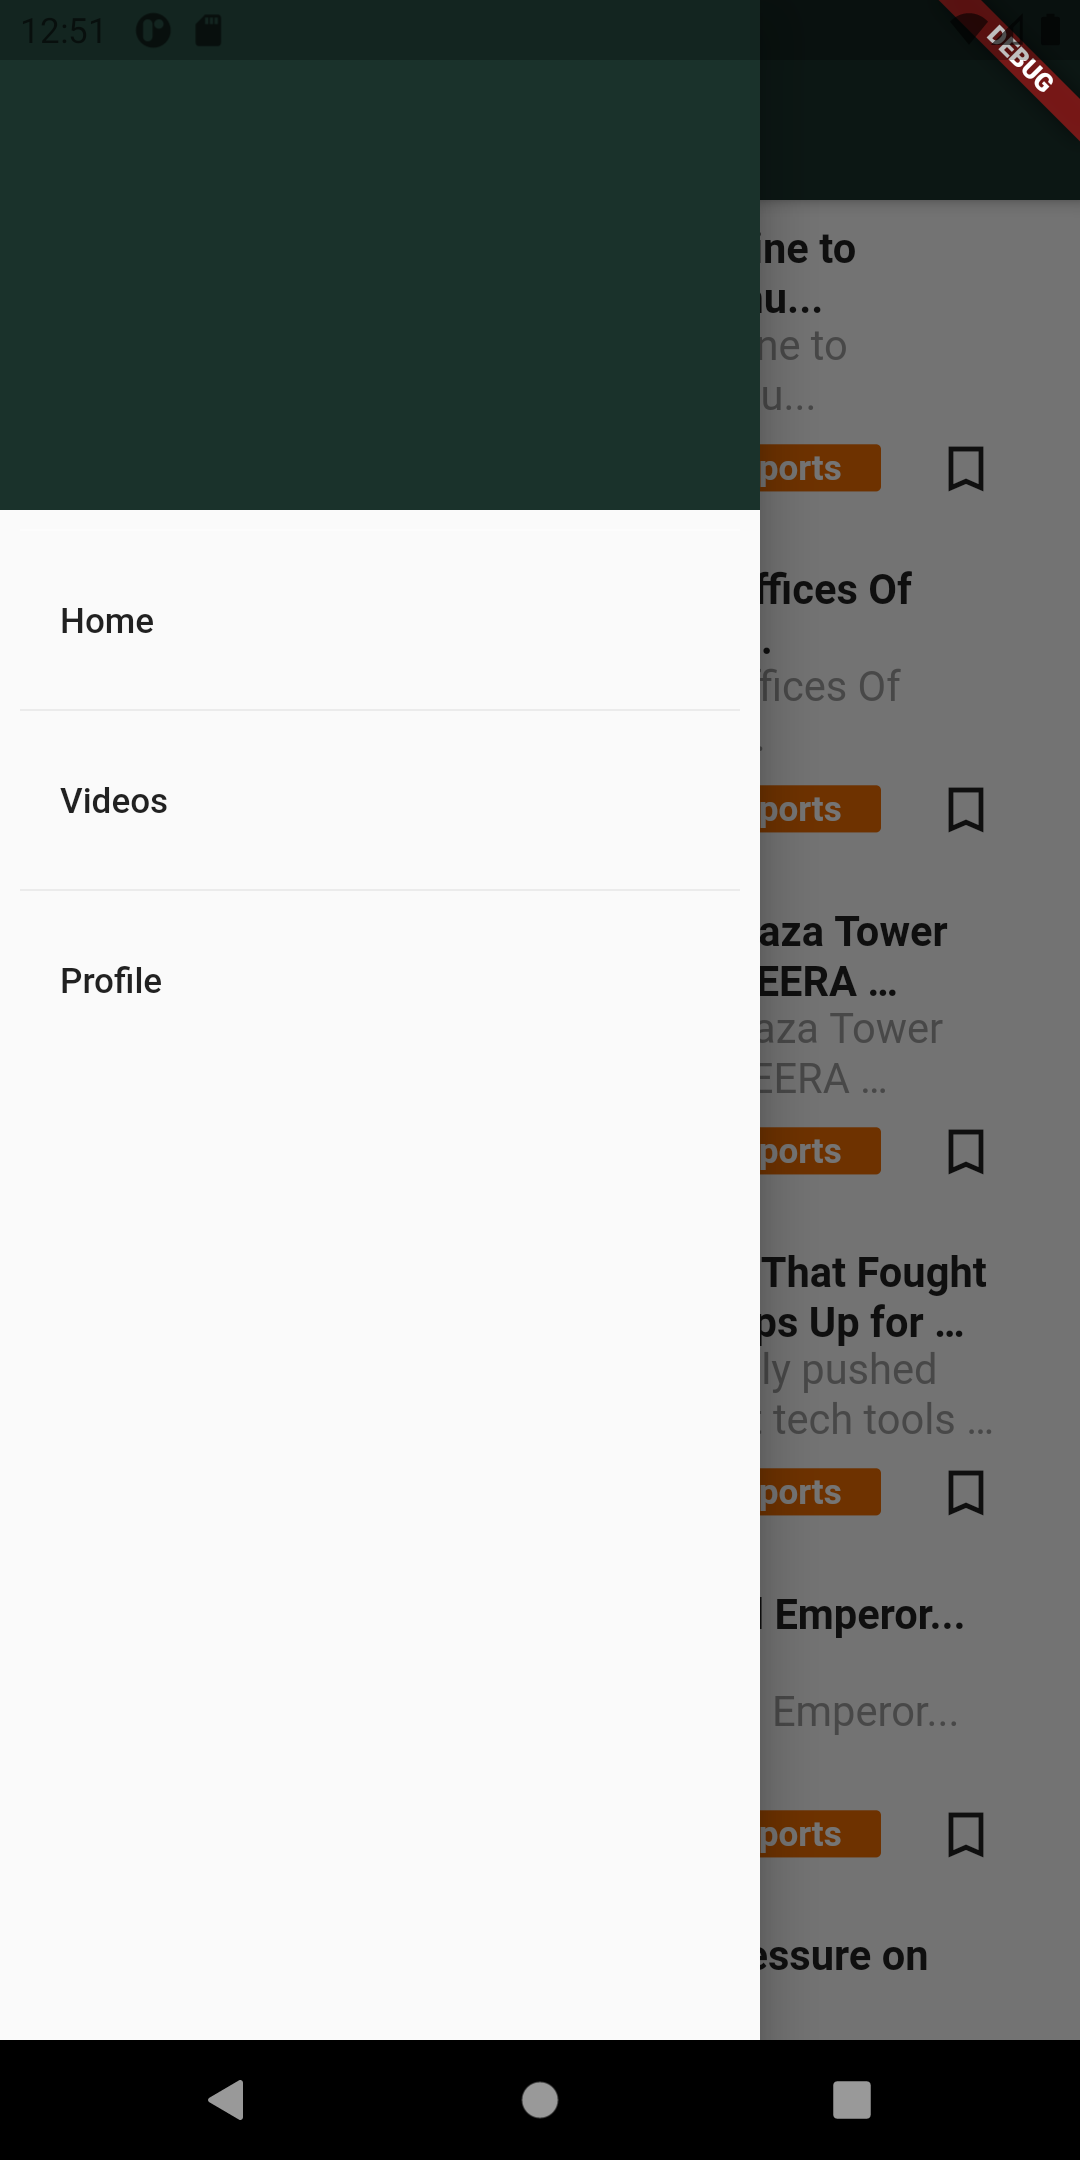 12:51
DEBUG
Home
Videos
Profile
ine to
u...
ne to
u...
ports
ffices Of
.
fices Of
.
ports
aza Tower
EERA ...
aza Tower
EERA ...
ports
That Fought
ps Up for ...
ly pushed
tech tools ...
ports
Emperor...
Emperor...
ports
essure on